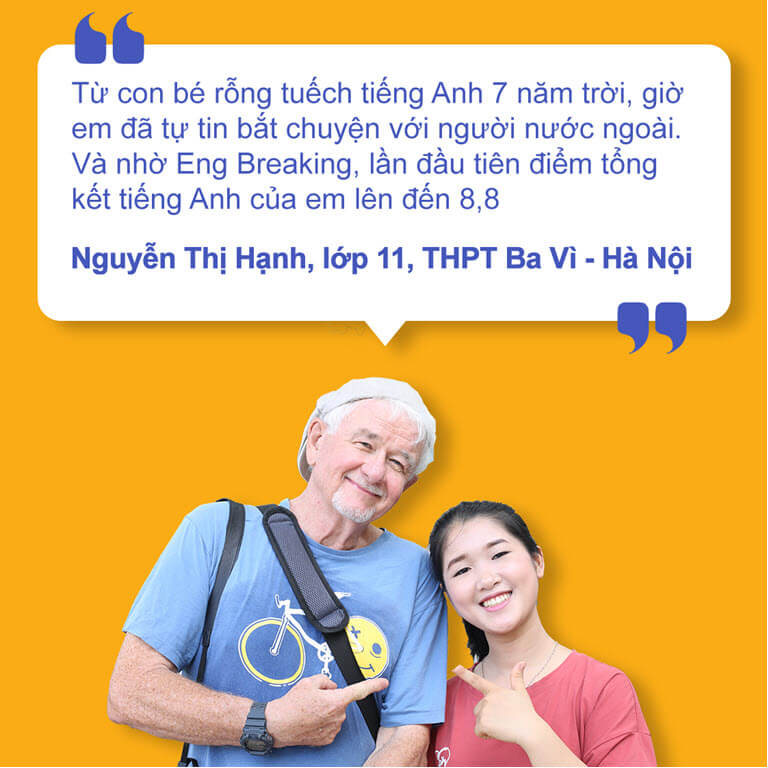 Từ con bé rỗng tuếch tiếng Anh 7 năm trời, giờ
em đã tự tin bắt chuyện với người nước ngoài.
Và nhờ Eng Breaking, lần đầu tiên điểm tổng
kết tiếng Anh của em lên đến 8,8
Nguyễn Thị Hạnh, lớp 11, THPT Ba Vì - Hà Nội